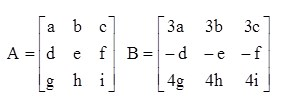 A = [a b c; d e f; g h i] B = [3a 3b 3c; −d −e −f; 4g 4h 4i]